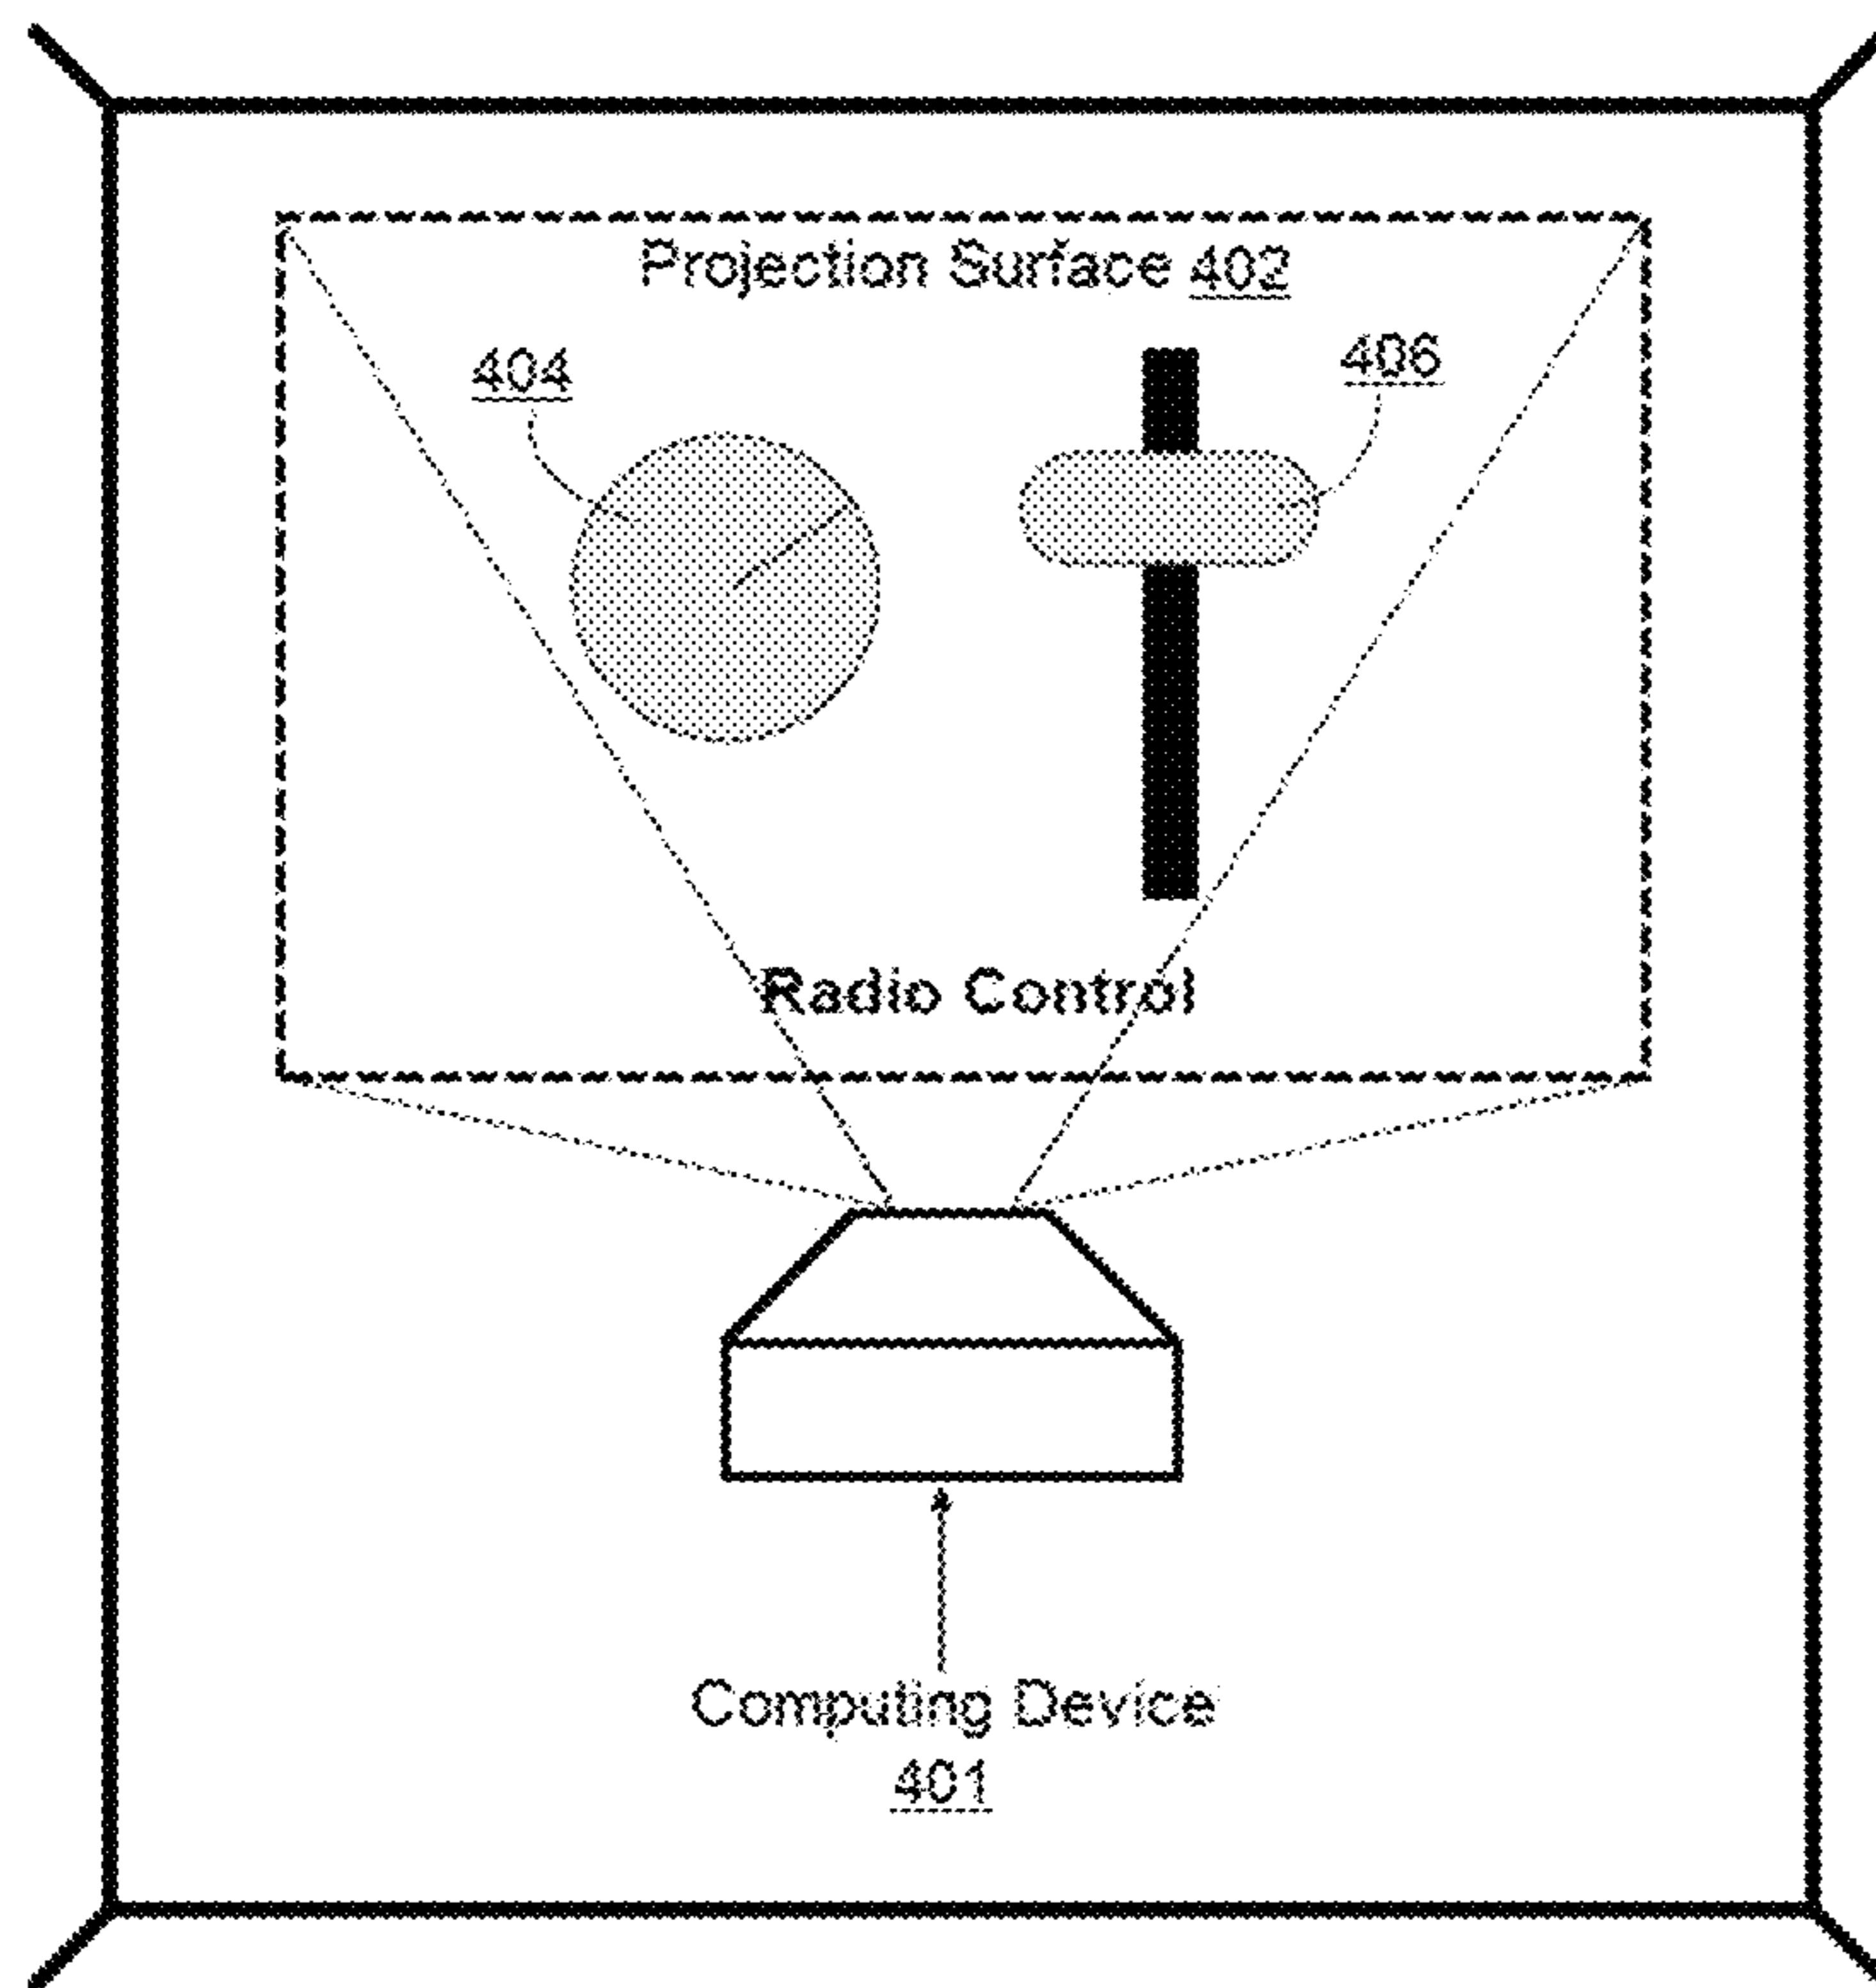 Projection Surface 402
404
406
Radio Control
Computing Device
401